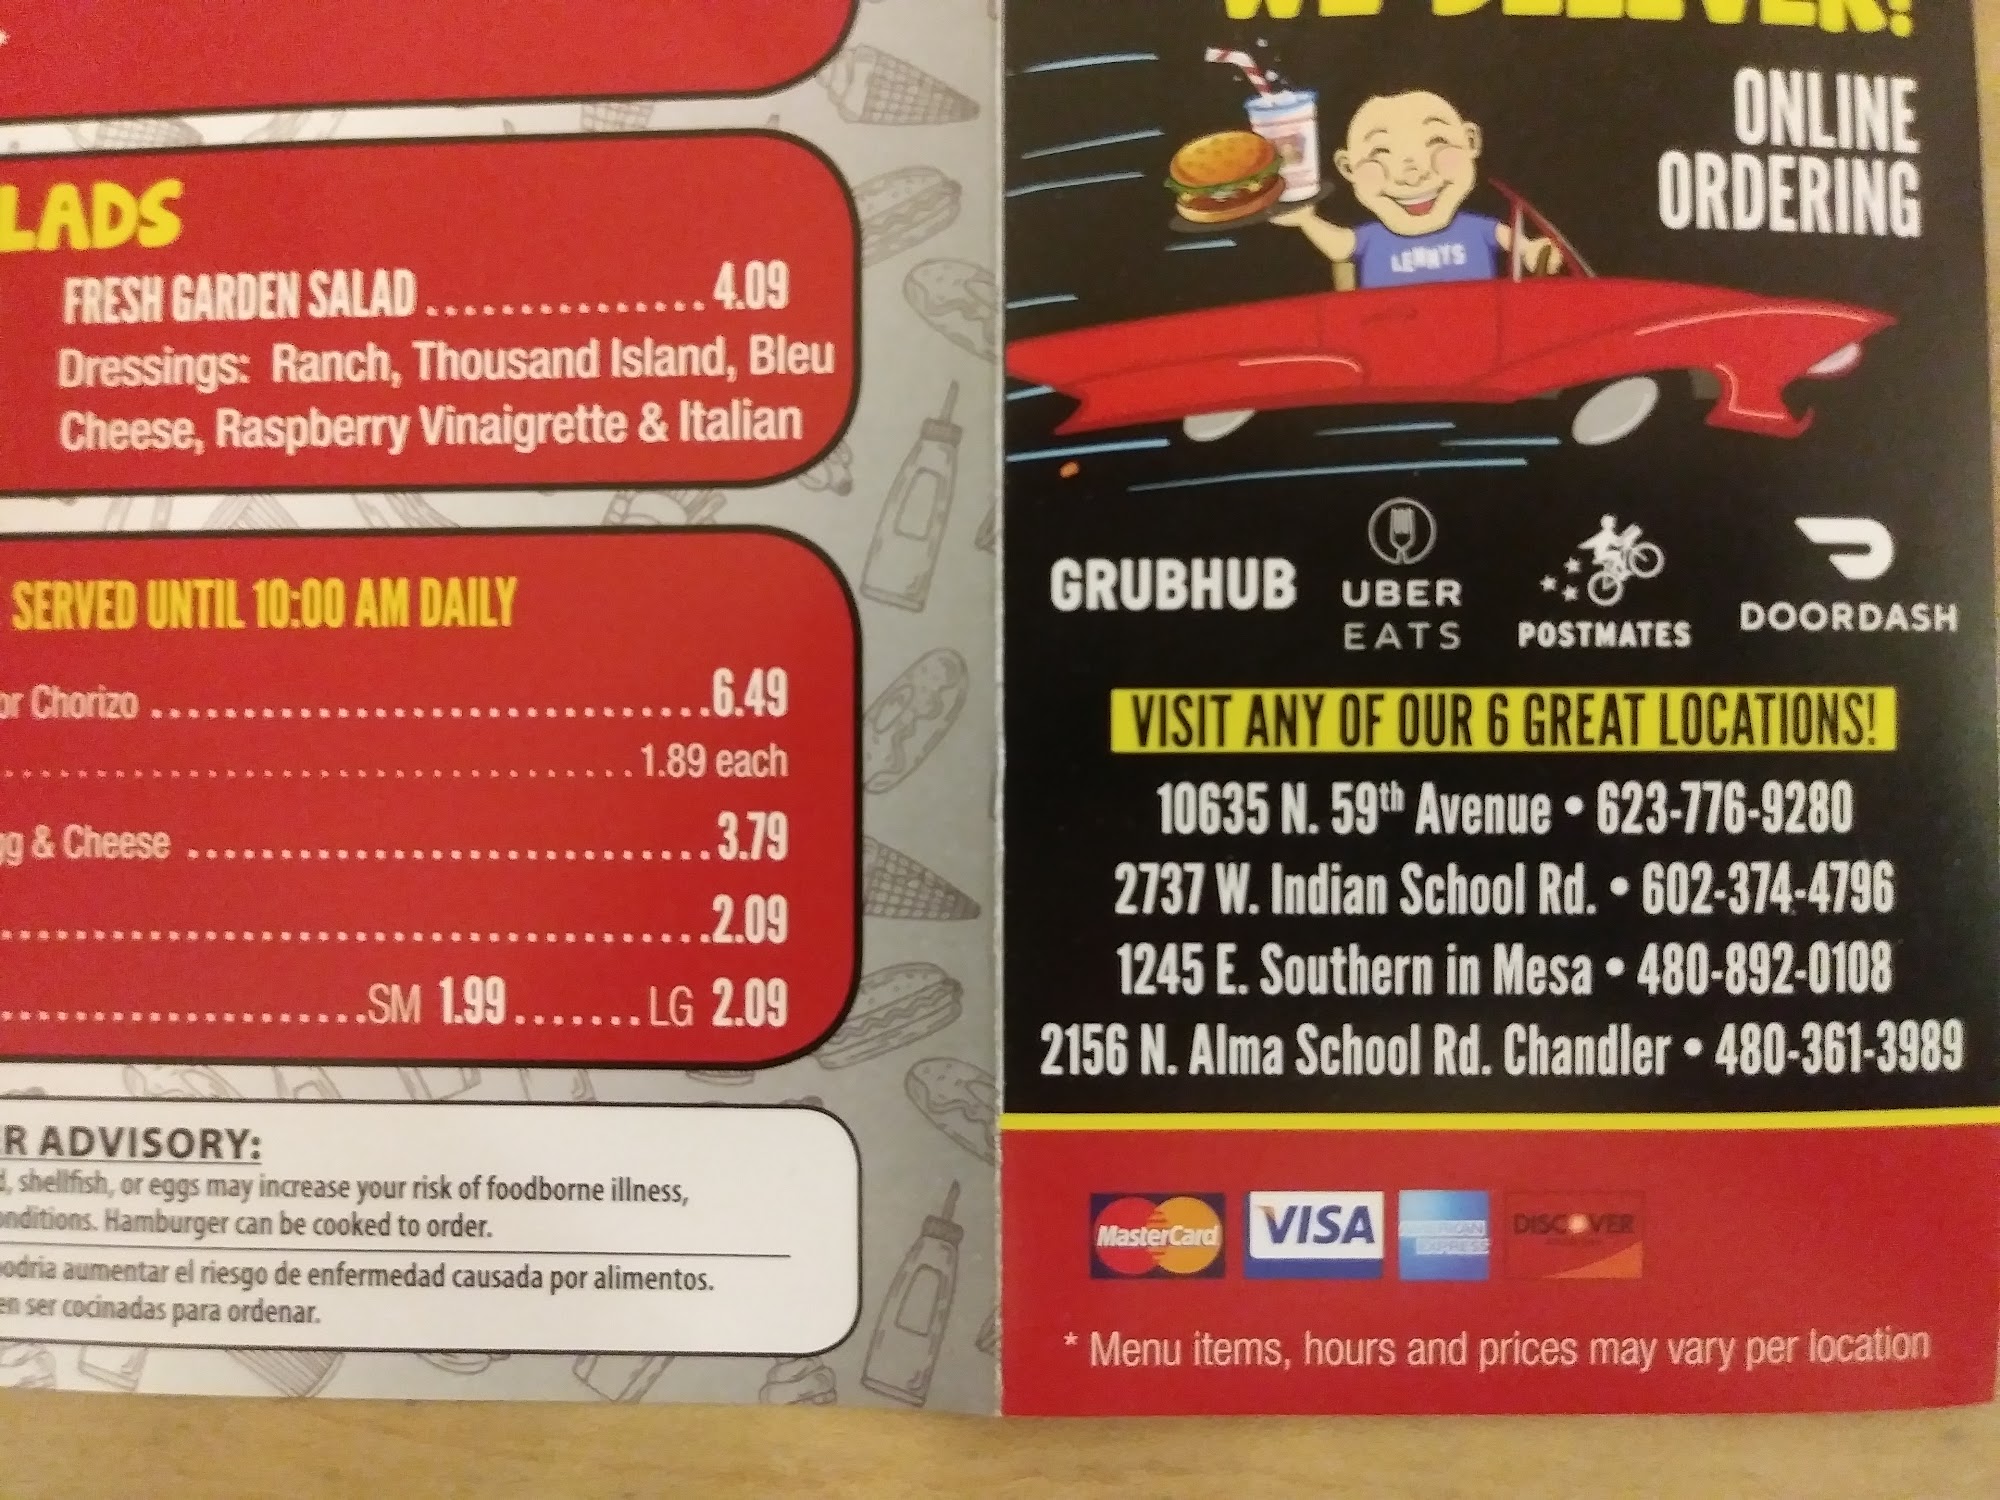 LADS
FRESH GARDEN SALAD ............... 4.09
Dressings: Ranch, Thousand Island, Bleu
Cheese, Raspberry Vinaigrette & Italian
SERVED UNTIL 10:00 AM DAILY
or Chorizo ............................... 6.49
1.89 each
& Cheese ............................. 3.79
2.09
SM 1.99 ....... LG 2.09
R ADVISORY:
shellfish, or eggs may increase your risk of foodborne illness,
onditions. Hamburger can be cooked to order.
odria aumentar el riesgo de enfermedad causada por alimentos.
en ser cocinadas para ordenar.
WE DELIVER!
ONLINE
ORDERING
LENNYS
GRUBHUB
UBER
EATS
POSTMATES
DOORDASH
VISIT ANY OF OUR 6 GREAT LOCATIONS!
10635 N. 59th Avenue • 623-776-9280
2737 W. Indian School Rd. • 602-374-4796
1245 E. Southern in Mesa • 480-892-0108
2156 N. Alma School Rd. Chandler • 480-361-3989
MasterCard
VISA
AMERICAN
EXPRESS
DISCOVER
* Menu items, hours and prices may vary per location